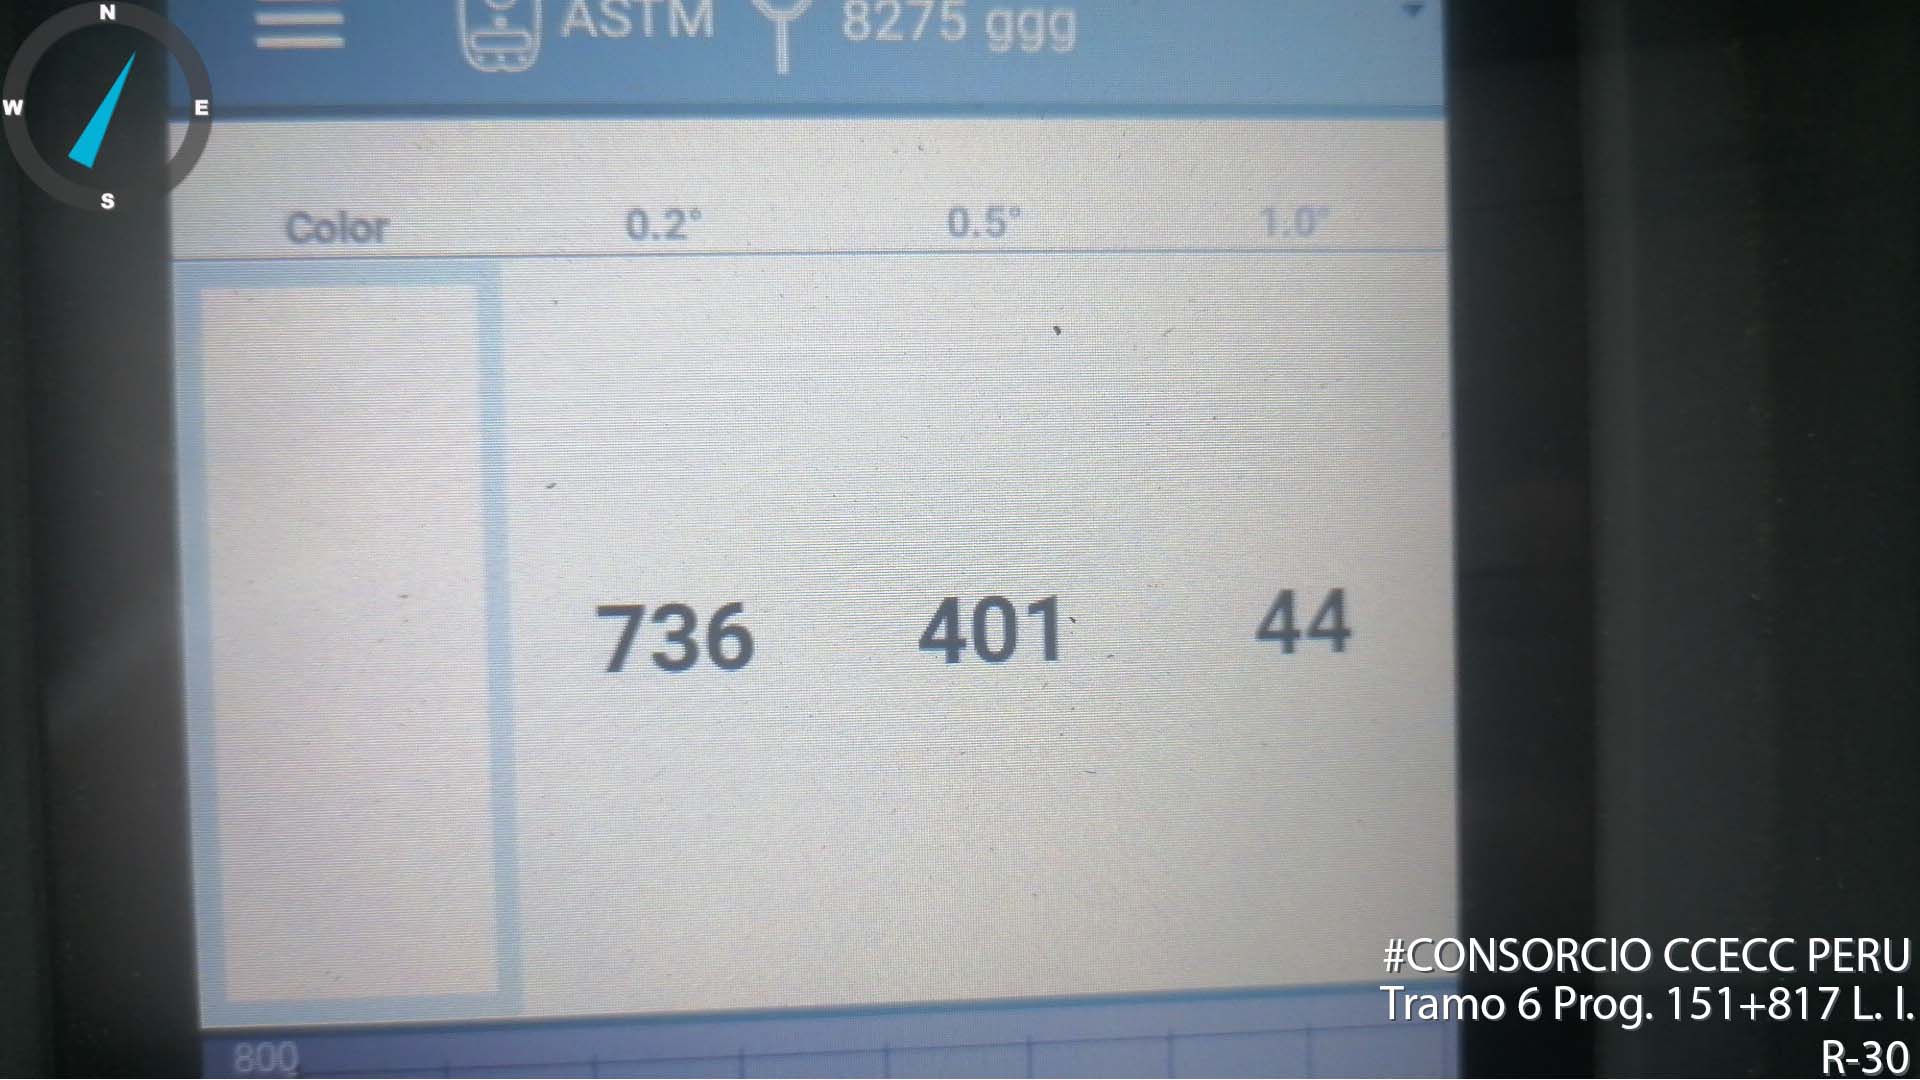 N
W E
S
ASTM 8275 ggg
Color 0.2° 0.5° 1.0°
736 401 44
800
#CONSORCIO CCECC PERU
Tramo 6 Prog. 151+817 L. I.
R-30